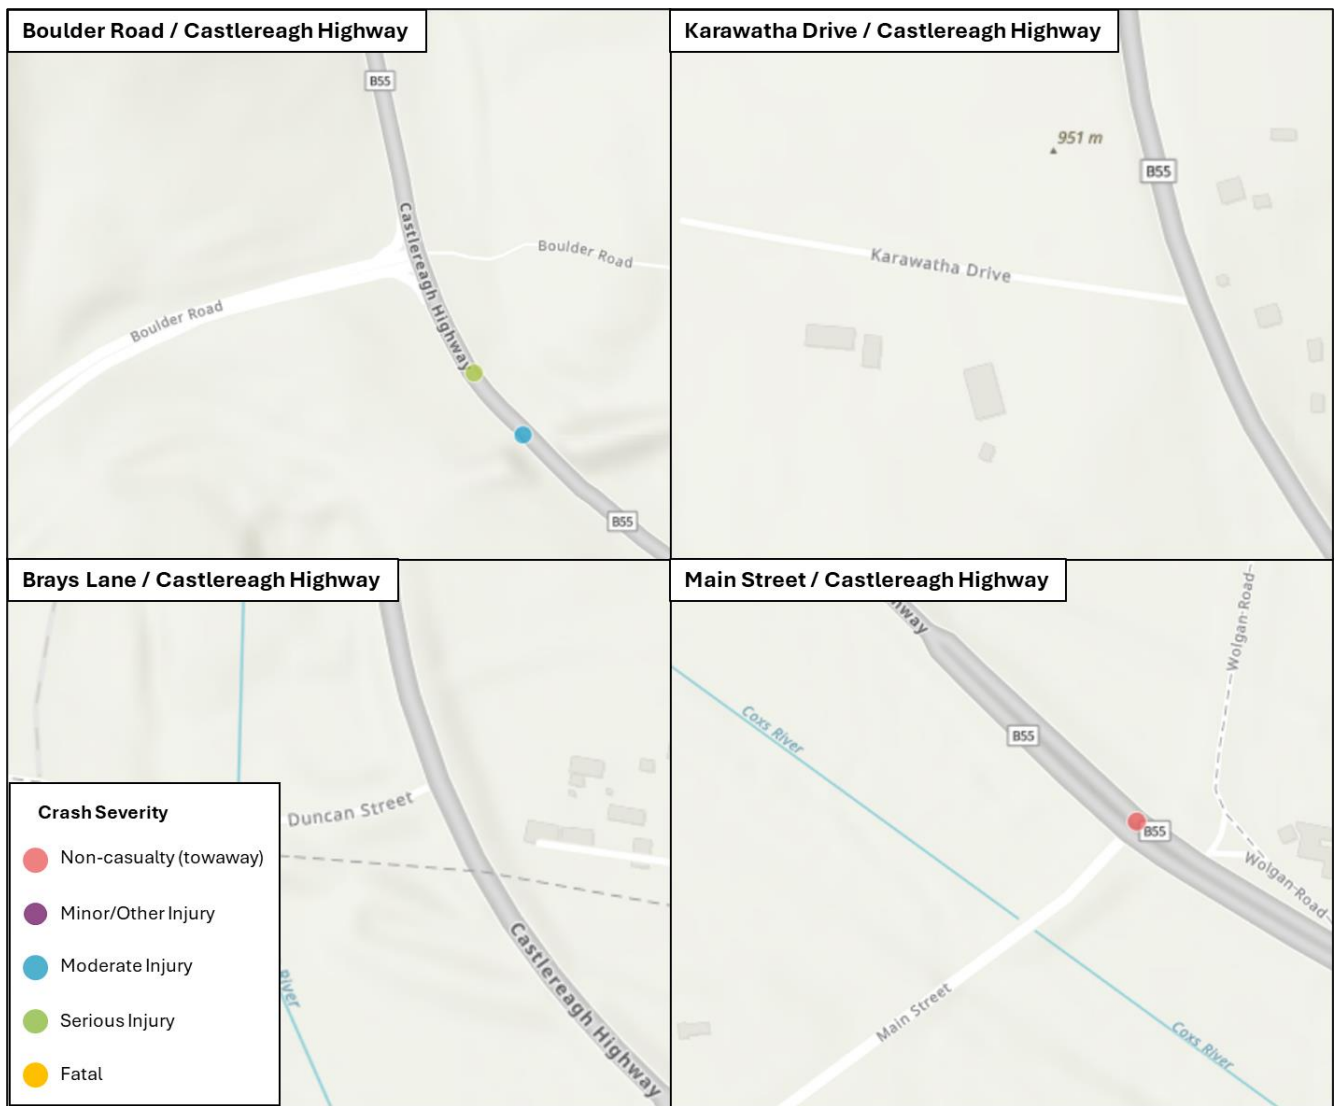 Boulder Road / Castlereagh Highway
B55
Castlereagh Highway
Boulder Road
Boulder Road
B55
Karawatha Drive / Castlereagh Highway
951 m
B55
Karawatha Drive
Brays Lane / Castlereagh Highway
Duncan Street
Castlereagh Highway
River
Crash Severity
Non-casualty (towaway)
Minor/Other Injury
Moderate Injury
Serious Injury
Fatal
Main Street / Castlereagh Highway
hway
Wolgan Road
Coxs River
B55
B55
Wolgan Road
Main Street
Coxs River